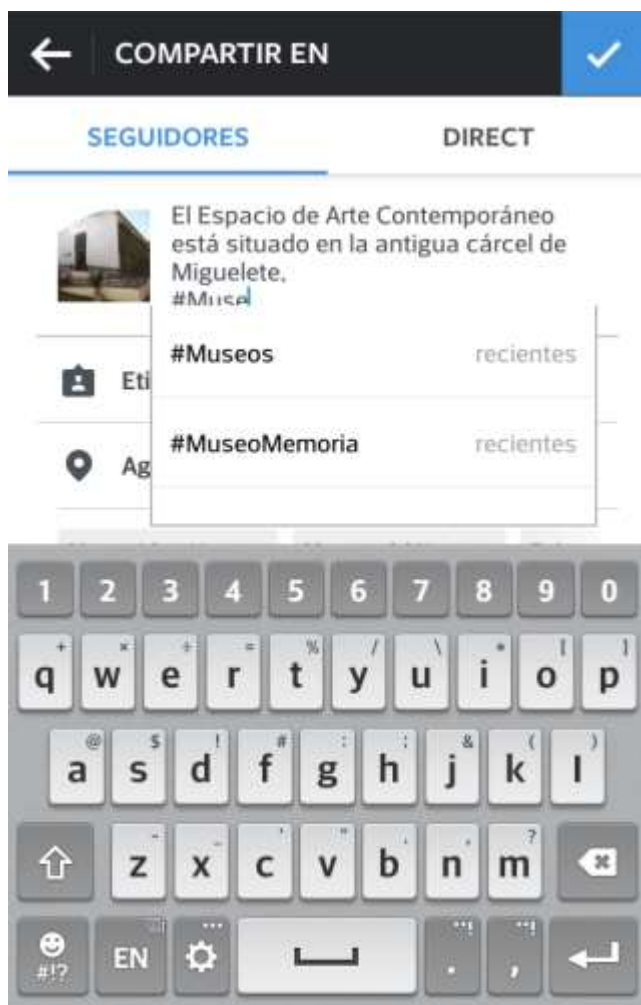 COMPARTIR EN
SEGUIDORES DIRECT
El Espacio de Arte Contemporáneo
está situado en la antigua cárcel de
Miguelete,
#Muse
#Museos recientes
Eti
#MuseoMemoria recientes
Ag
1 2 3 4 5 6 7 8 9 0
q w e r t y u i o p
a s d f g h j k l
z x c v b n m
#!? EN . ,